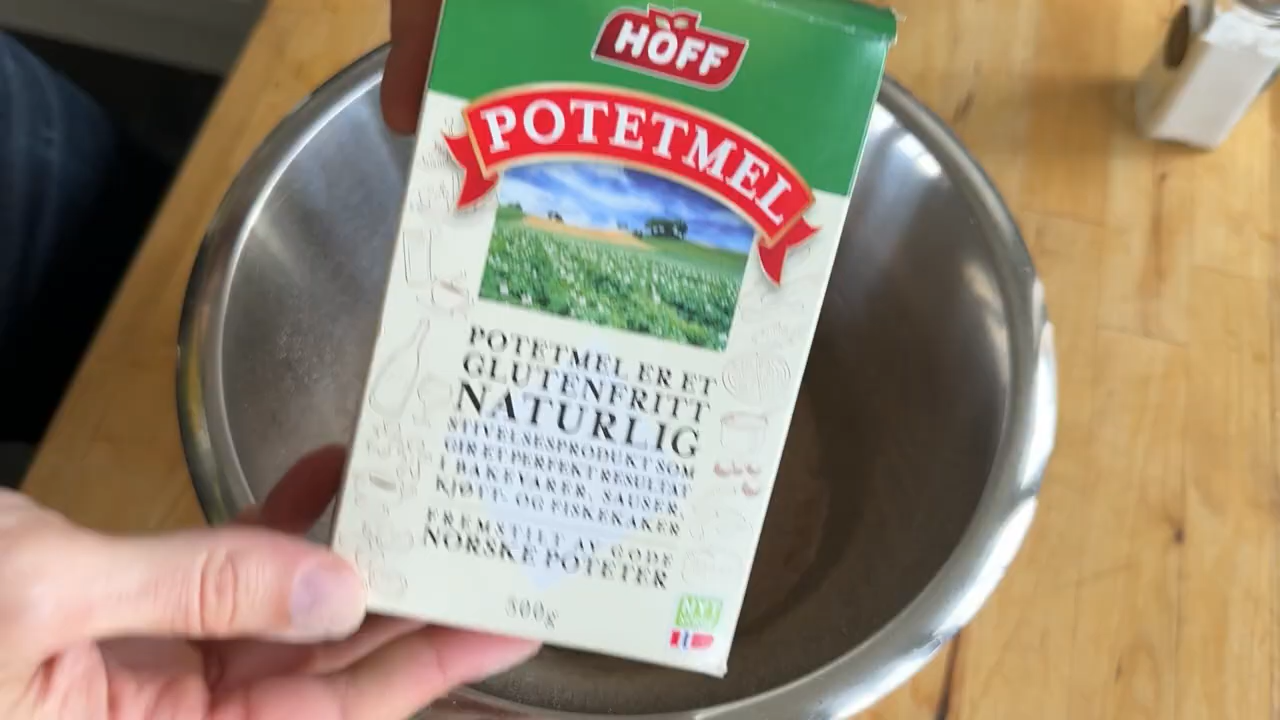 HOFF
POTETMEL
POTETMEL ER ET
GLUTENFRITT
NATURLIG
STIVELSESPRODUKT SOM
GIR ET PERFEKT RESULTAT
I BAKEVARER, SAUSER,
KJØTT- OG FISKEKAKER
FREMSTILT AV GODE
NORSKE POTETER
500g
NYT